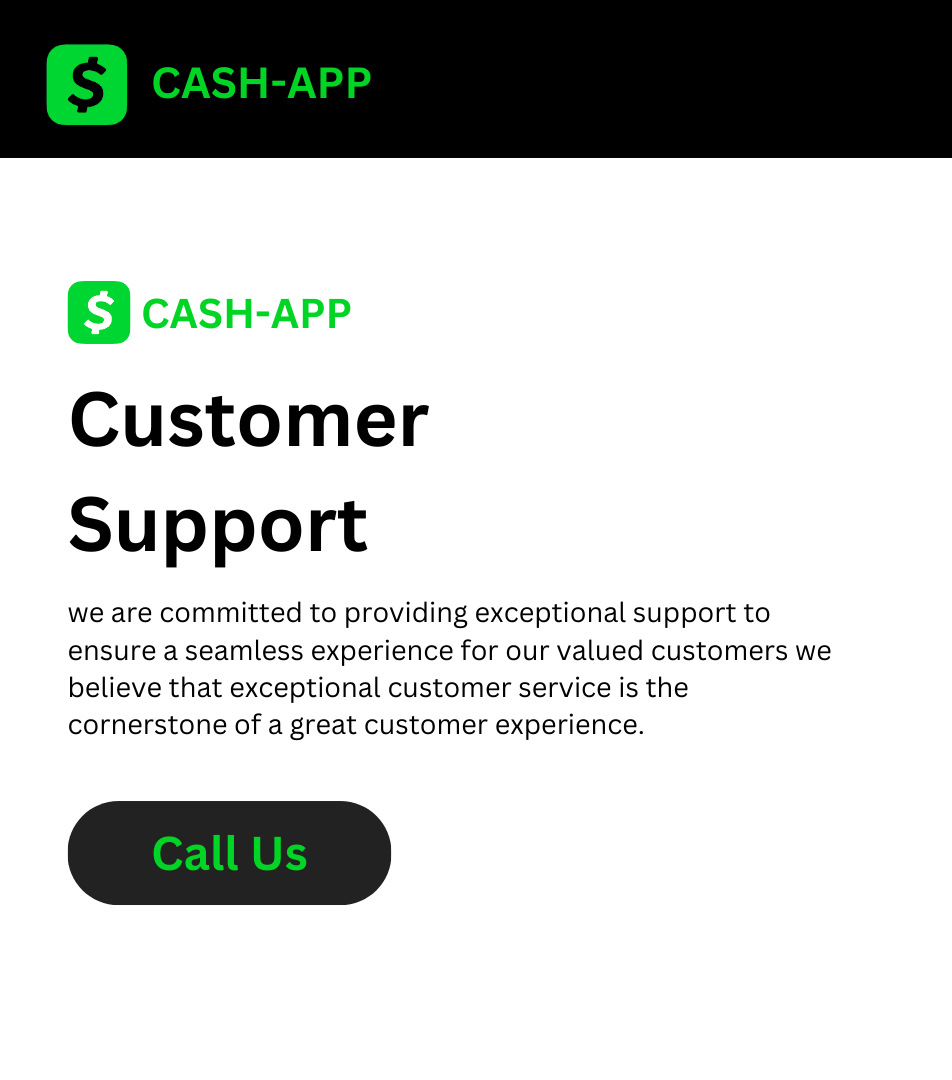 CASH-APP
CASH-APP
Customer
Support
we are committed to providing exceptional support to
ensure a seamless experience for our valued customers we
believe that exceptional customer service is the
cornerstone of a great customer experience.
Call Us